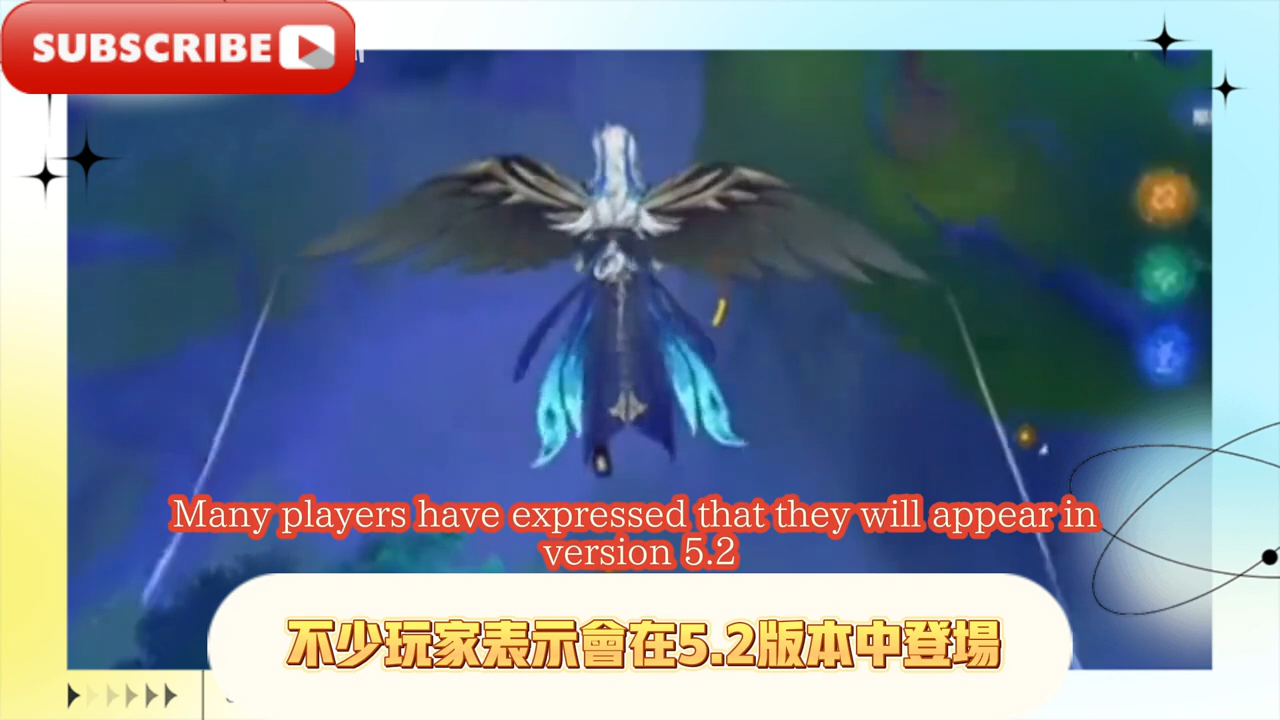 SUBSCRIBE
Many players have expressed that they will appear in
version 5.2
不少玩家表示會在5.2版本中登場